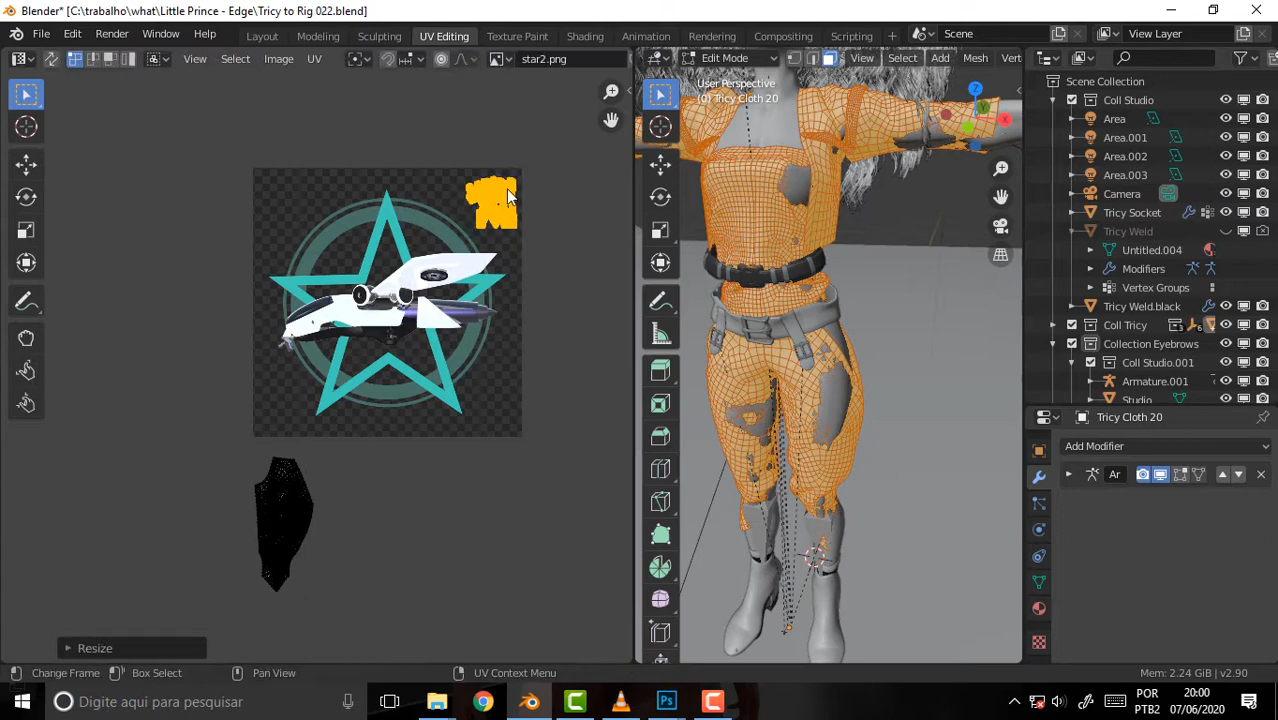 Blender* [C:\trabalho\what\Little Prince - Edge\Tricy to Rig 022.blend]
File Edit Render Window Help Layout Modeling Sculpting UV Editing Texture Paint Shading Animation Rendering Compositing Scripting + Scene View Layer
View Select Image UV star2.png
Edit Mode View Select Add Mesh Vert
User Perspective
(0) Tricy Cloth 20
Z
Y
X
Scene Collection
Coll Studio
Area
Area.001
Area.002
Area.003
Camera
Tricy Socket
Tricy Weld
Untitled.004
Modifiers
Vertex Groups
Tricy Weld.black
Coll Tricy
Collection Eyebrows
Coll Studio.001
Armature.001
Studio
Tricy Cloth 20
Add Modifier
Ar
Resize
Change Frame Box Select Pan View UV Context Menu Mem: 2.24 GiB | v2.90
Digite aqui para pesquisar
Ps
POR
PTB2
20:00
07/06/2020